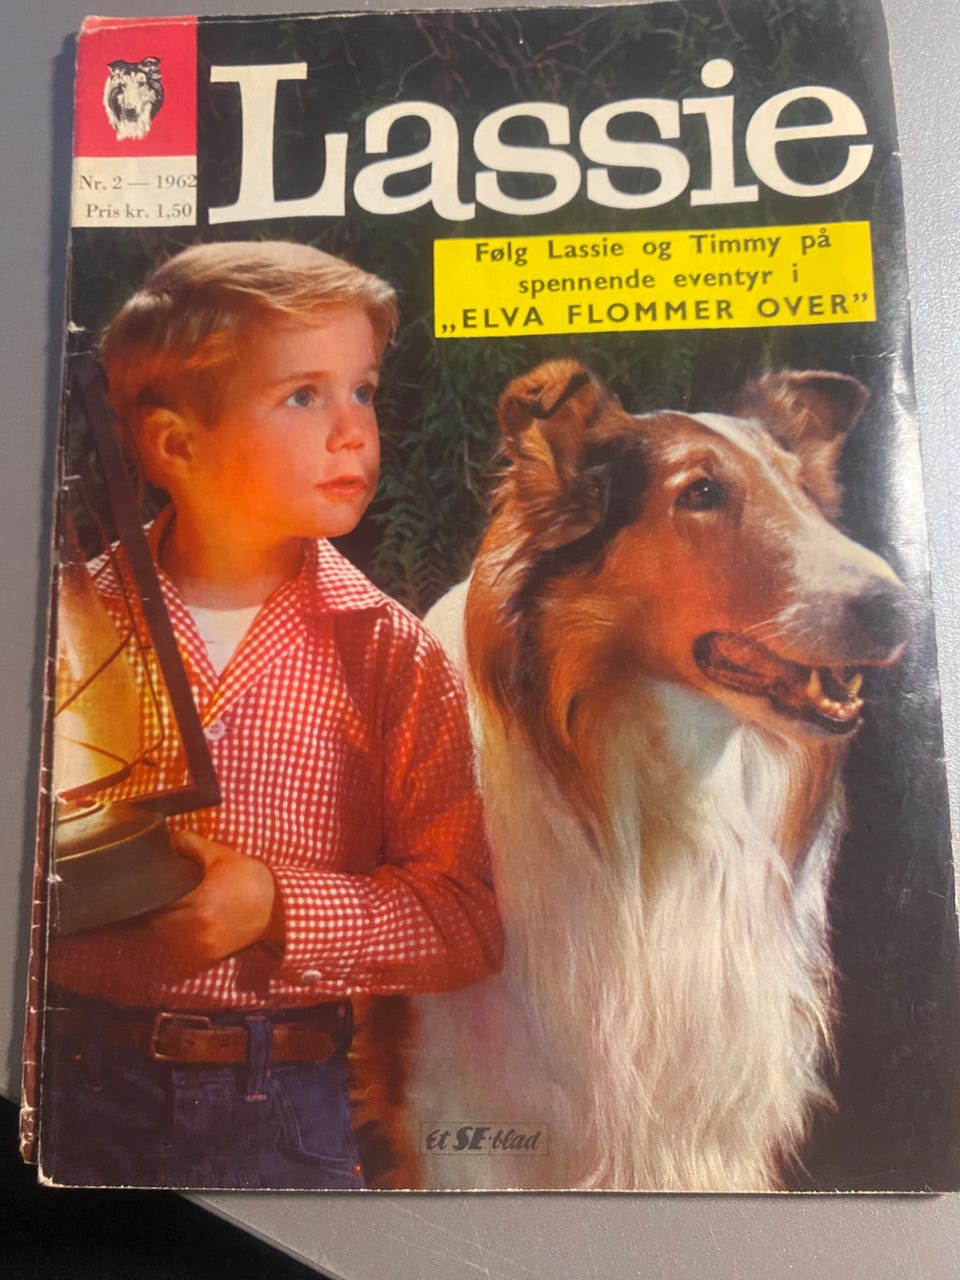 Lassie
Nr. 2 — 1962
Pris kr. 1,50
Følg Lassie og Timmy på
spennende eventyr i
„ELVA FLOMMER OVER”
Et SE-blad